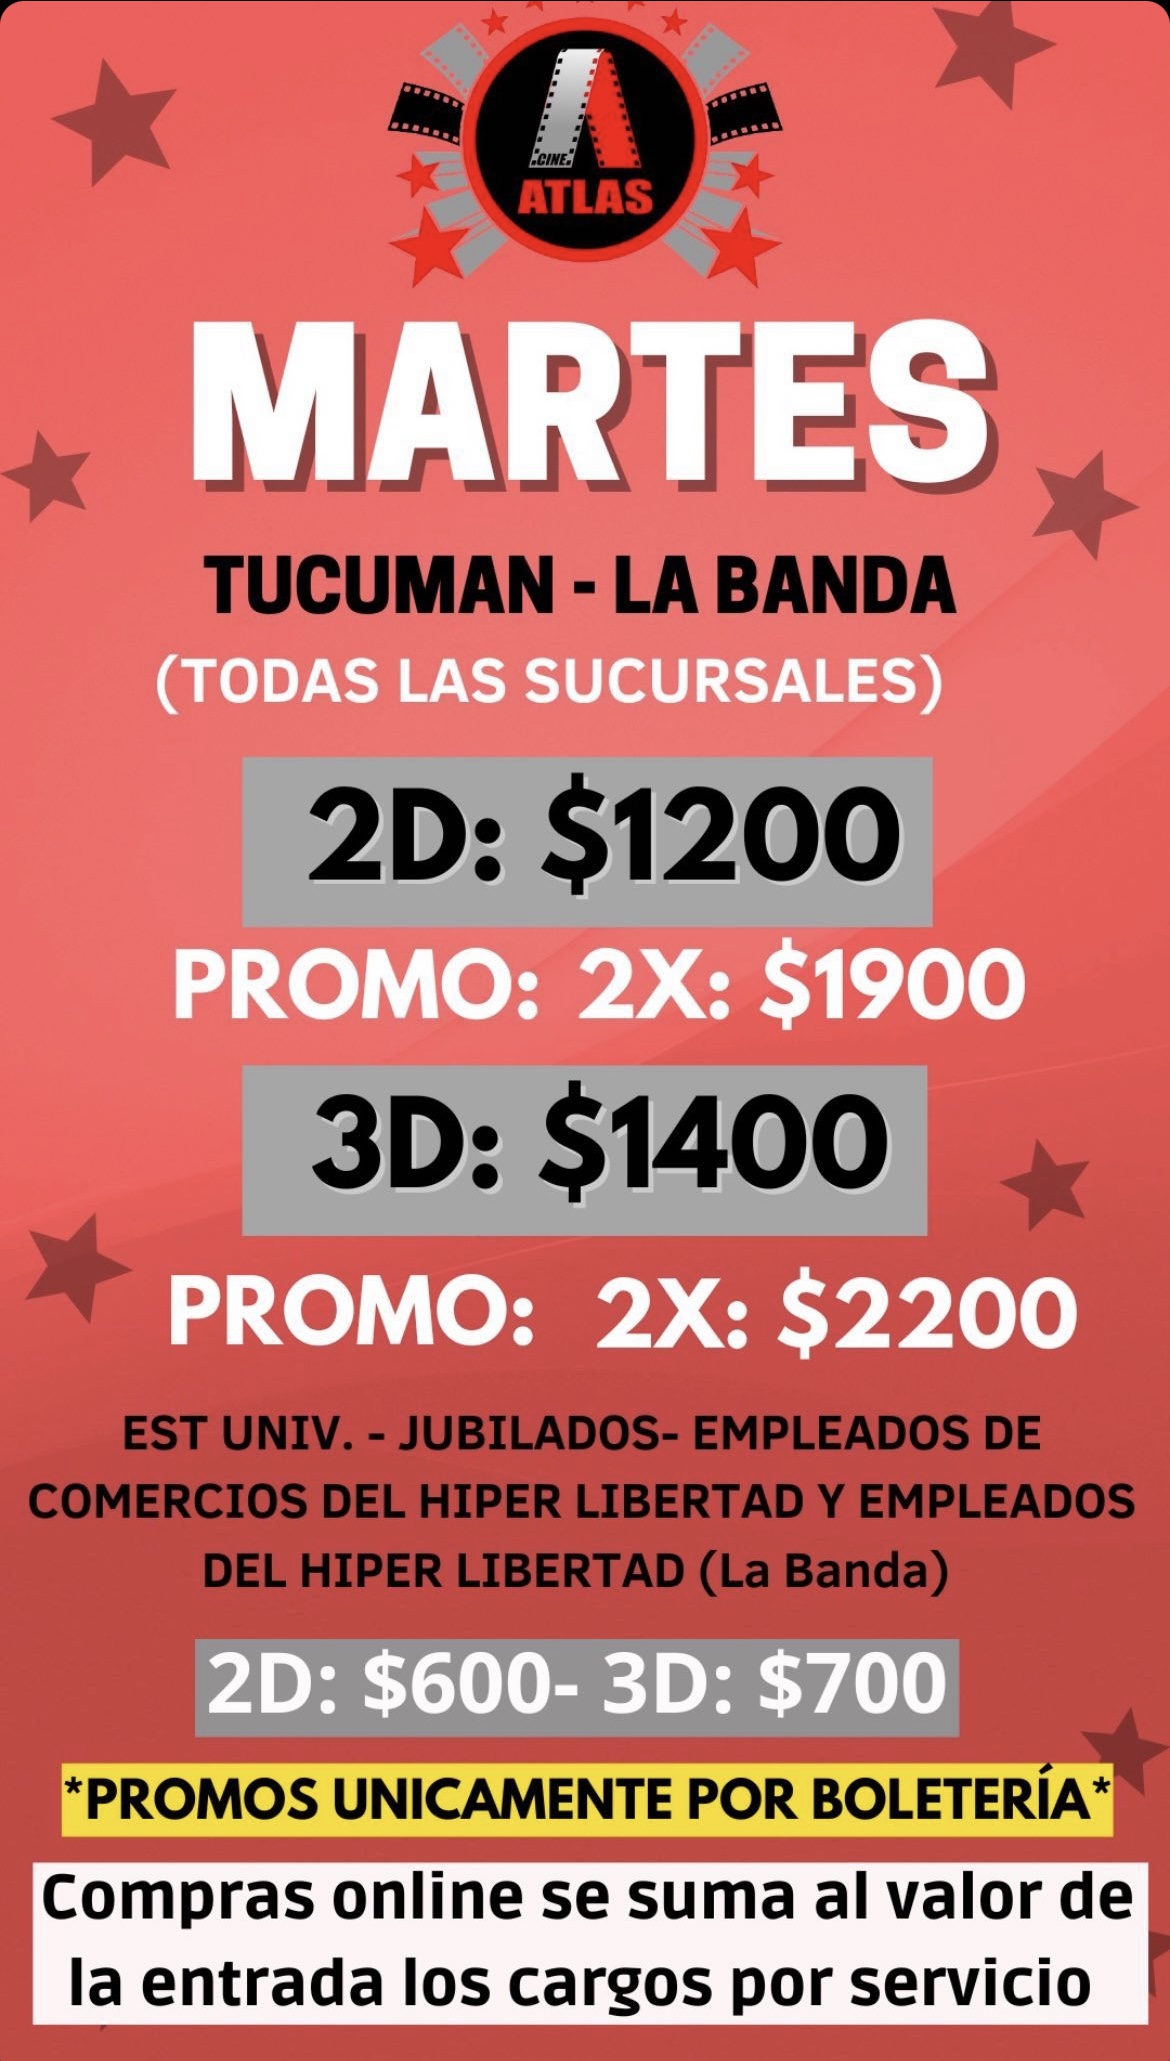 CINE
ATLAS
MARTES
TUCUMAN - LA BANDA
(TODAS LAS SUCURSALES)
2D: $1200
PROMO: 2X: $1900
3D: $1400
PROMO: 2X: $2200
EST UNIV. - JUBILADOS- EMPLEADOS DE
COMERCIOS DEL HIPER LIBERTAD Y EMPLEADOS
DEL HIPER LIBERTAD (La Banda)
2D: $600- 3D: $700
*PROMOS UNICAMENTE POR BOLETERÍA*
Compras online se suma al valor de
la entrada los cargos por servicio